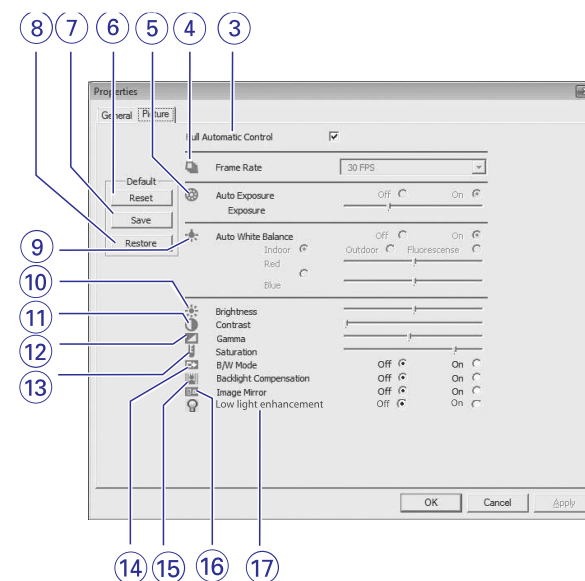 8 7 6 5 4 3
Properties
General Picture
Full Automatic Control
Frame Rate 30 FPS
Default
Reset
Save
Restore
Auto Exposure Off On
Exposure
9 Auto White Balance Off On
Indoor Outdoor Fluorescense
Red
Blue
10 Brightness
11 Contrast
12 Gamma
13 Saturation
B/W Mode Off On
Backlight Compensation Off On
Image Mirror Off On
Low light enhancement Off On
OK Cancel Apply
14 15 16 17